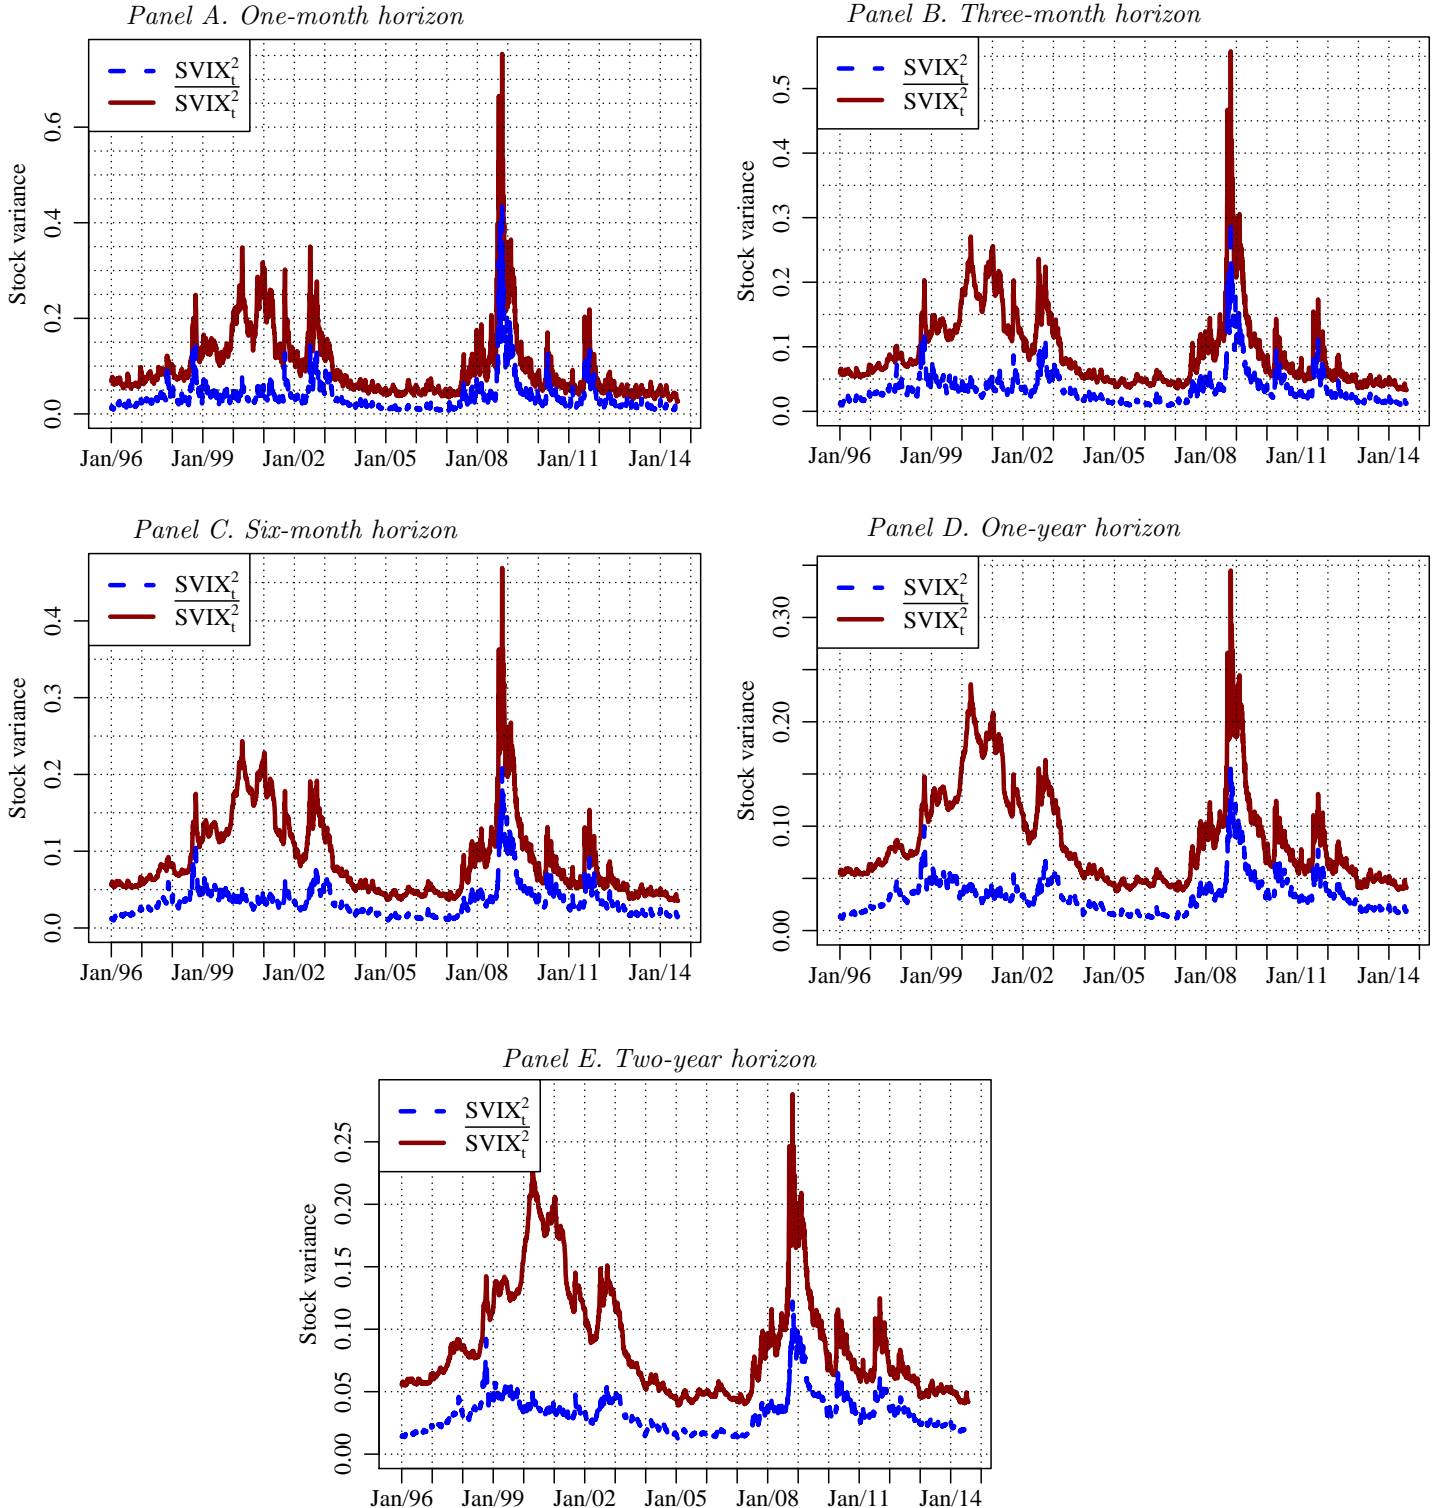 Panel A. One-month horizon
SVIX²ₜ
S̅V̅I̅X̅²ₜ
Stock variance
0.0 0.2 0.4 0.6
Jan/96 Jan/99 Jan/02 Jan/05 Jan/08 Jan/11 Jan/14
Panel B. Three-month horizon
SVIX²ₜ
S̅V̅I̅X̅²ₜ
Stock variance
0.0 0.1 0.2 0.3 0.4 0.5
Jan/96 Jan/99 Jan/02 Jan/05 Jan/08 Jan/11 Jan/14
Panel C. Six-month horizon
SVIX²ₜ
S̅V̅I̅X̅²ₜ
Stock variance
0.0 0.1 0.2 0.3 0.4
Jan/96 Jan/99 Jan/02 Jan/05 Jan/08 Jan/11 Jan/14
Panel D. One-year horizon
SVIX²ₜ
S̅V̅I̅X̅²ₜ
Stock variance
0.00 0.10 0.20 0.30
Jan/96 Jan/99 Jan/02 Jan/05 Jan/08 Jan/11 Jan/14
Panel E. Two-year horizon
SVIX²ₜ
S̅V̅I̅X̅²ₜ
Stock variance
0.00 0.05 0.10 0.15 0.20 0.25
Jan/96 Jan/99 Jan/02 Jan/05 Jan/08 Jan/11 Jan/14